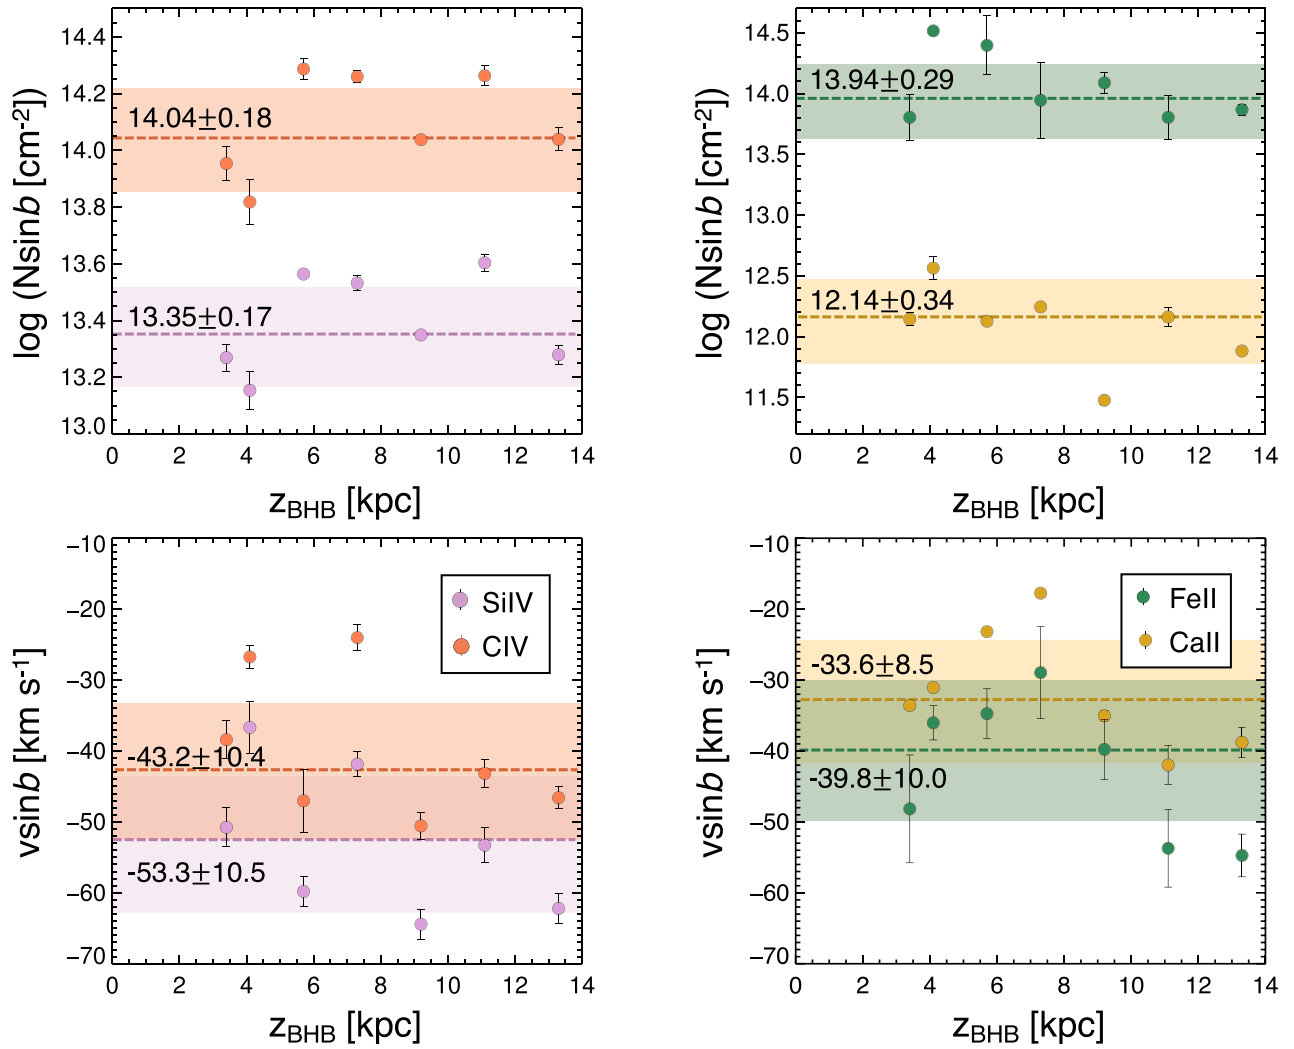 log (Nsinb [cm-2])
14.4
14.2
14.0
13.8
13.6
13.4
13.2
13.0
14.04±0.18
13.35±0.17
0 2 4 6 8 10 12 14
zBHB [kpc]
log (Nsinb [cm-2])
14.5
14.0
13.5
13.0
12.5
12.0
11.5
13.94±0.29
12.14±0.34
0 2 4 6 8 10 12 14
zBHB [kpc]
vsinb [km s-1]
−10
−20
−30
−40
−50
−60
−70
SiIV
CIV
-43.2±10.4
-53.3±10.5
0 2 4 6 8 10 12 14
zBHB [kpc]
vsinb [km s-1]
−10
−20
−30
−40
−50
−60
−70
FeII
CaII
-33.6±8.5
-39.8±10.0
0 2 4 6 8 10 12 14
zBHB [kpc]